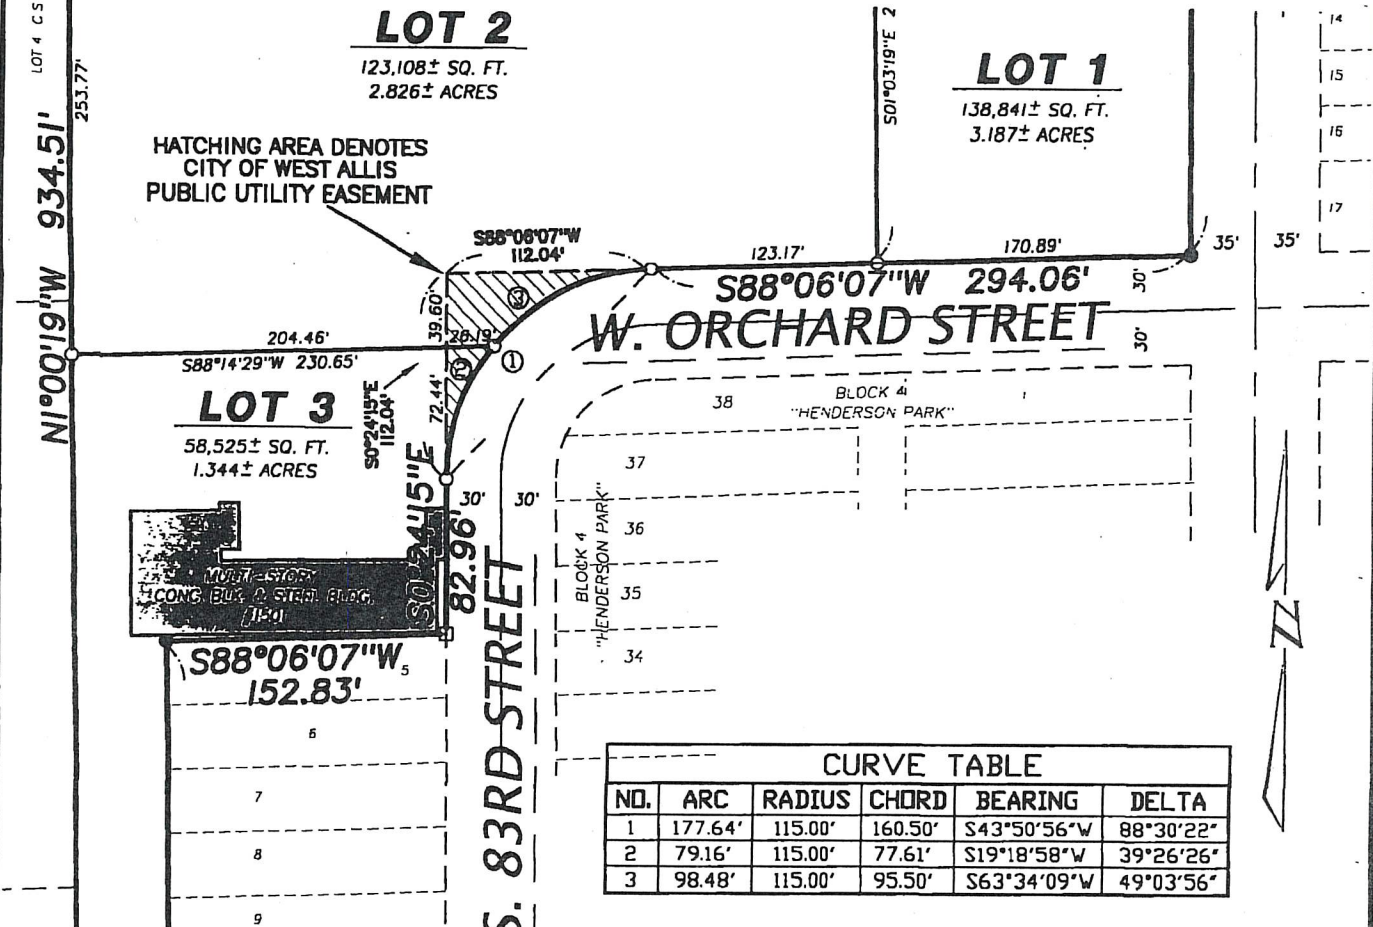 LOT 4 CS
253.77'
N1°00'19"W 934.51'
LOT 2
123,108± SQ. FT.
2.826± ACRES
HATCHING AREA DENOTES
CITY OF WEST ALLIS
PUBLIC UTILITY EASEMENT
S01°03'19"E 2
LOT 1
138,841± SQ. FT.
3.187± ACRES
14
15
16
17
S88°06'07"W
112.04'
123.17'
170.89'
35'
35'
S88°06'07"W 294.06'
30'
W. ORCHARD STREET
30'
39.60'
3
26.19'
204.46'
S88°14'29"W 230.65'
2
1
72.44'
S0°24'15"E
112.04'
LOT 3
58,525± SQ. FT.
1.344± ACRES
38
BLOCK 4
"HENDERSON PARK"
1
37
36
35
34
BLOCK 4
"HENDERSON PARK"
30'
30'
S0°24'15"E
82.96'
MULTI-STORY
CONC. BLK. & STEEL BLDG.
S88°06'07"W
152.83'
5
6
7
8
9
S. 83RD STREET
N
CURVE TABLE
NO. ARC RADIUS CHORD BEARING DELTA
1 177.64' 115.00' 160.50' S43°50'56"W 88°30'22"
2 79.16' 115.00' 77.61' S19°18'58"W 39°26'26"
3 98.48' 115.00' 95.50' S63°34'09"W 49°03'56"